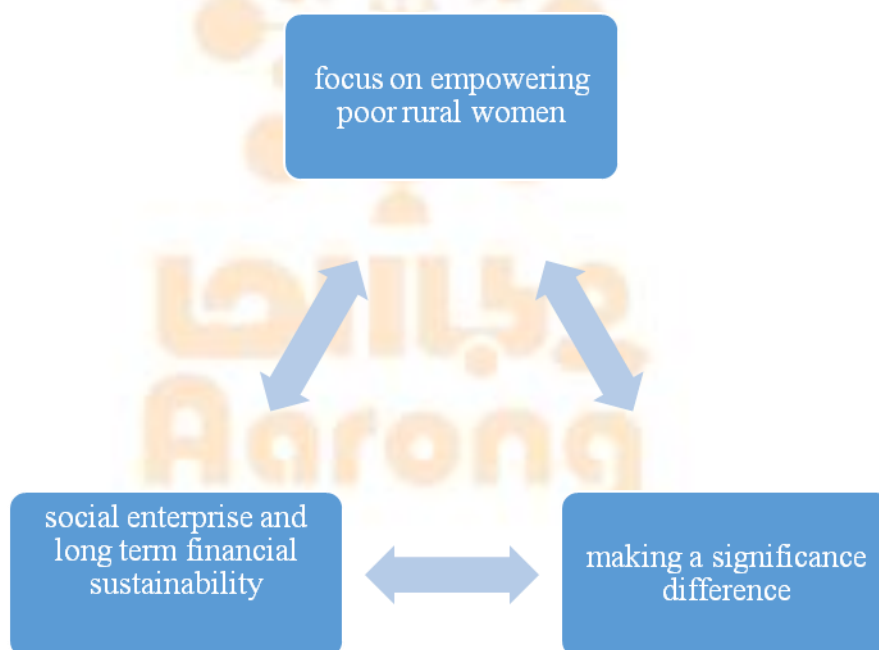 focus on empowering
poor rural women
Aarong
social enterprise and
long term financial
sustainability
making a significance
difference